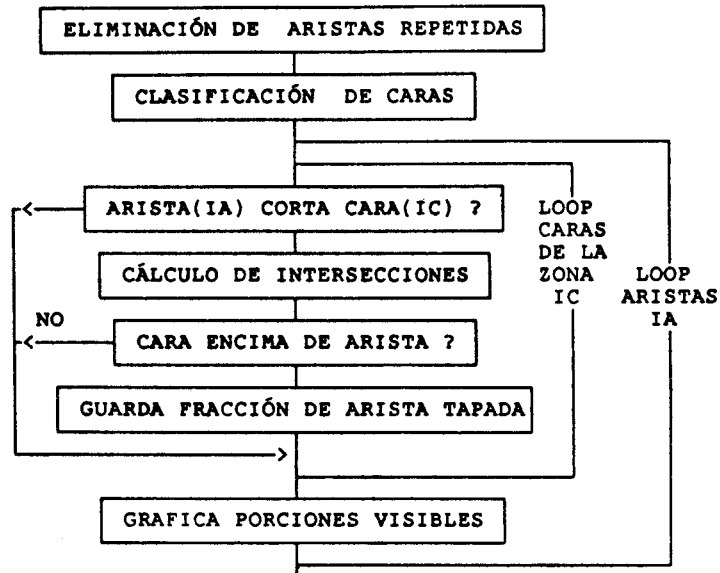 ELIMINACIÓN DE ARISTAS REPETIDAS
CLASIFICACIÓN DE CARAS
ARISTA(IA) CORTA CARA(IC) ?
CÁLCULO DE INTERSECCIONES
NO
CARA ENCIMA DE ARISTA ?
GUARDA FRACCIÓN DE ARISTA TAPADA
GRAFICA PORCIONES VISIBLES
LOOP
CARAS
DE LA
ZONA
IC
LOOP
ARISTAS
IA